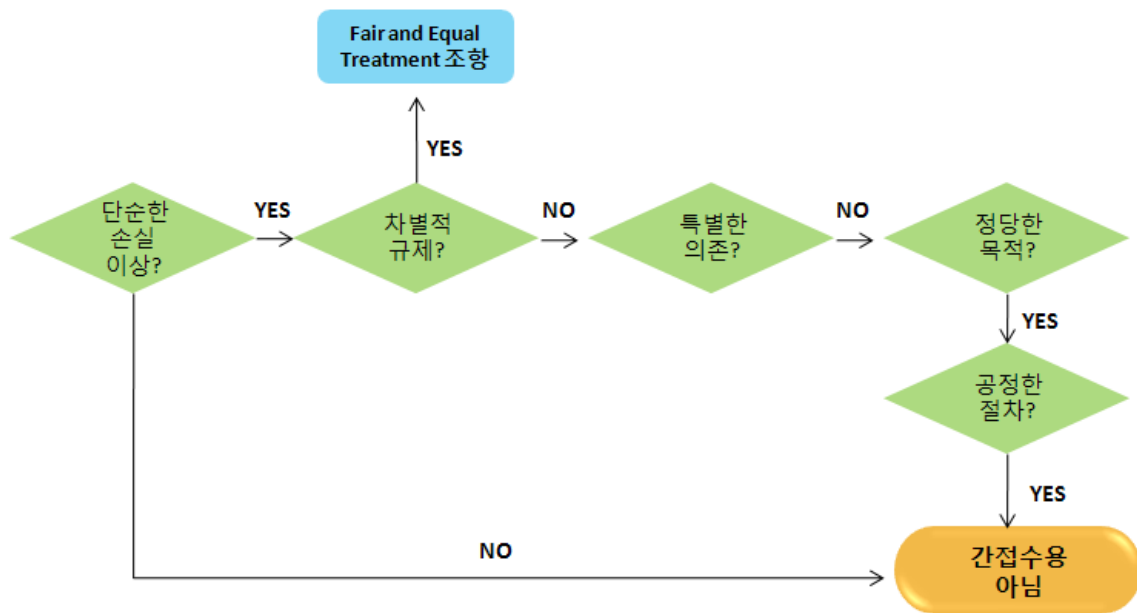 Fair and Equal
Treatment 조항
YES
단순한
손실
이상?
YES
차별적
규제?
NO
특별한
의존?
NO
정당한
목적?
YES
공정한
절차?
YES
NO
간접수용
아님